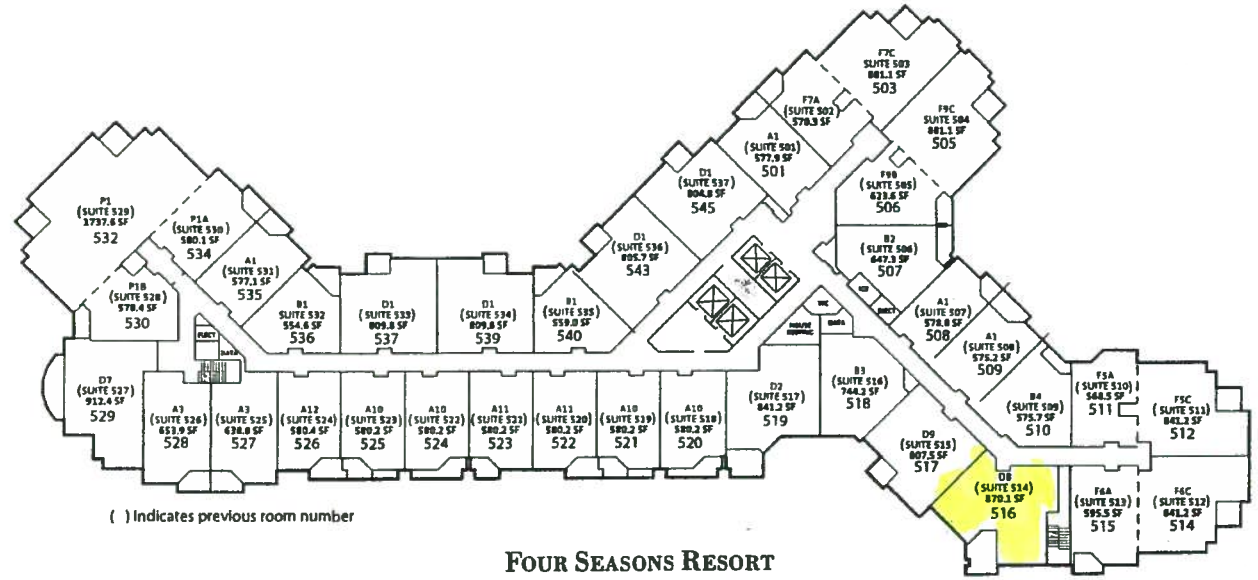 F7C
SUITE 503
881.1 SF
503
F7A
(SUITE 502)
578.3 SF
F9C
SUITE 504
881.1 SF
505
A1
(SUITE 501)
577.9 SF
501
D1
(SUITE 537)
804.8 SF
545
F9B
(SUITE 505)
623.6 SF
506
P1
(SUITE 529)
1737.6 SF
532
P1A
(SUITE 530)
580.1 SF
534
D1
(SUITE 536)
805.7 SF
543
B2
(SUITE 506)
647.3 SF
507
A1
(SUITE 531)
577.1 SF
535
P1B
(SUITE 528)
578.4 SF
530
B1
(SUITE 532
554.6 SF
536
D1
(SUITE 533)
809.8 SF
537
D1
(SUITE 534)
809.8 SF
539
B1
(SUITE 535)
559.0 SF
540
ELECT
DATA
HOUSE
KEEPING
DATA
ELECT
A1
(SUITE 507)
578.8 SF
508
A1
(SUITE 508)
575.2 SF
509
D7
(SUITE 527)
912.4 SF
529
A3
(SUITE 526)
653.9 SF
528
A3
(SUITE 525)
638.8 SF
527
A12
(SUITE 524)
580.4 SF
526
A10
(SUITE 523)
580.2 SF
525
A10
(SUITE 522)
580.2 SF
524
A11
(SUITE 521)
580.2 SF
523
A11
(SUITE 520)
580.2 SF
522
A10
(SUITE 519)
580.2 SF
521
A10
(SUITE 518)
580.2 SF
520
D2
(SUITE 517)
841.2 SF
519
B3
(SUITE 516)
744.2 SF
518
B4
(SUITE 509)
575.7 SF
510
F5A
(SUITE 510)
568.5 SF
511
F5C
(SUITE 511)
841.2 SF
512
D9
(SUITE 515)
807.5 SF
517
D8
(SUITE 514)
870.1 SF
516
F6A
(SUITE 513)
595.5 SF
515
F6C
(SUITE 512)
841.2 SF
514
( ) Indicates previous room number
FOUR SEASONS RESORT